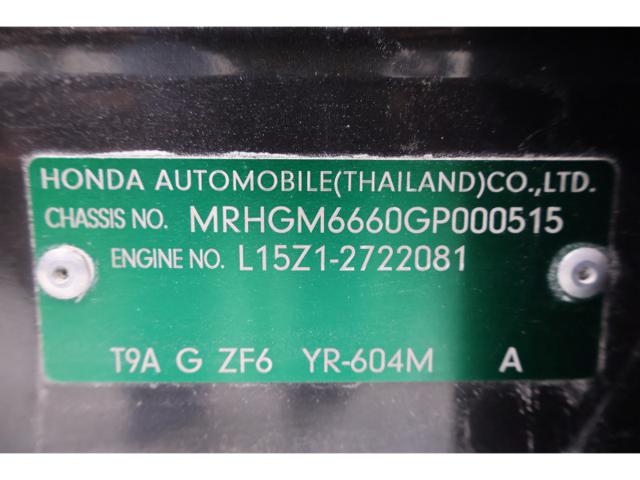 HONDA AUTOMOBILE(THAILAND)CO.,LTD.
CHASSIS NO. MRHGM6660GP000515
ENGINE NO. L15Z1-2722081
T9A G ZF6 YR-604M A